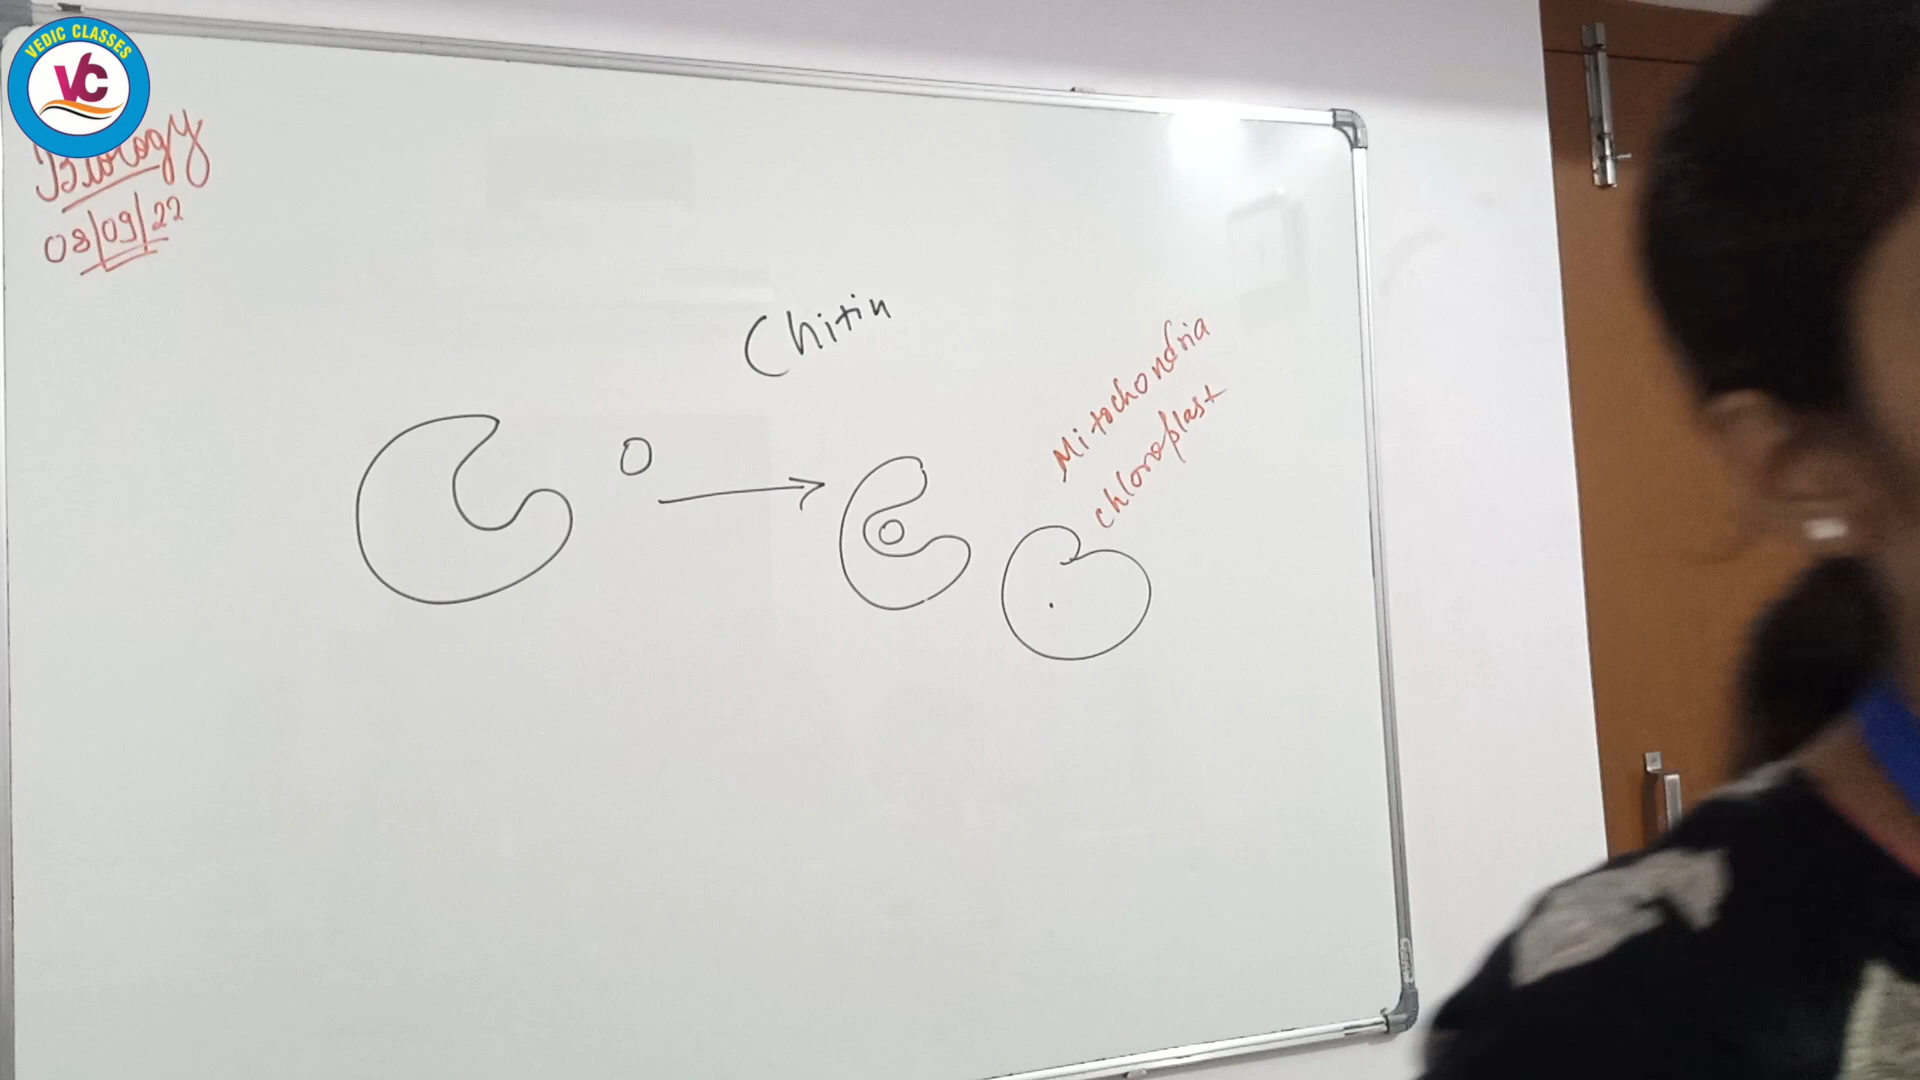 VEDIC CLASSES
VC
Biology
08/09/22
Chitin
Mitochondria
chloroplast